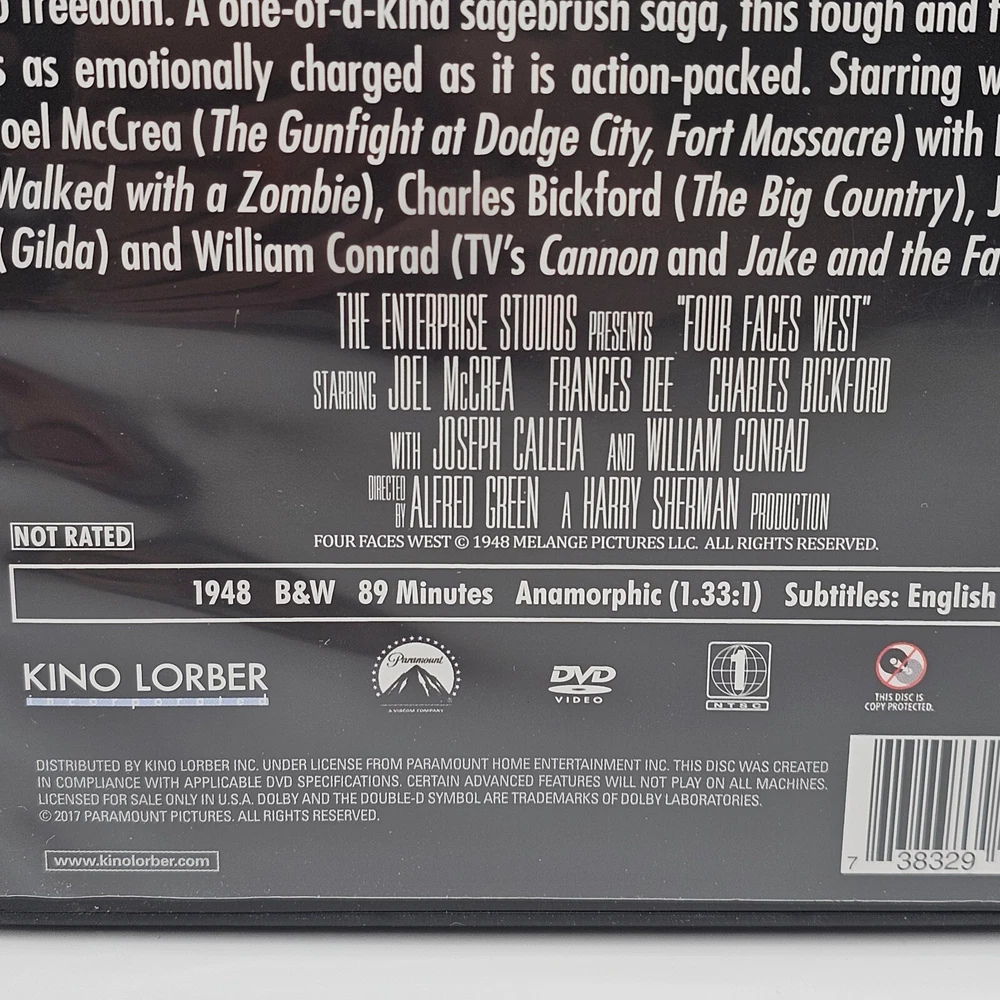 freedom. A one-of-a-kind sagebrush saga, this tough and
as emotionally charged as it is action-packed. Starring
oel McCrea (The Gunfight at Dodge City, Fort Massacre) with
Walked with a Zombie), Charles Bickford (The Big Country), J
(Gilda) and William Conrad (TV's Cannon and Jake and the Fa
THE ENTERPRISE STUDIOS PRESENTS "FOUR FACES WEST"
STARRING JOEL McCREA FRANCES DEE CHARLES BICKFORD
WITH JOSEPH CALLEIA AND WILLIAM CONRAD
DIRECTED BY ALFRED GREEN A HARRY SHERMAN PRODUCTION
NOT RATED
FOUR FACES WEST © 1948 MELANGE PICTURES LLC. ALL RIGHTS RESERVED.
1948 B&W 89 Minutes Anamorphic (1.33:1) Subtitles: English
KINO LORBER
incorporated
Paramount
A VIACOM COMPANY
DVD
VIDEO
1
NTSC
THIS DISC IS
COPY PROTECTED.
DISTRIBUTED BY KINO LORBER INC. UNDER LICENSE FROM PARAMOUNT HOME ENTERTAINMENT INC. THIS DISC WAS CREATED
IN COMPLIANCE WITH APPLICABLE DVD SPECIFICATIONS. CERTAIN ADVANCED FEATURES WILL NOT PLAY ON ALL MACHINES.
LICENSED FOR SALE ONLY IN U.S.A. DOLBY AND THE DOUBLE-D SYMBOL ARE TRADEMARKS OF DOLBY LABORATORIES.
© 2017 PARAMOUNT PICTURES. ALL RIGHTS RESERVED.
www.kinolorber.com
7 38329